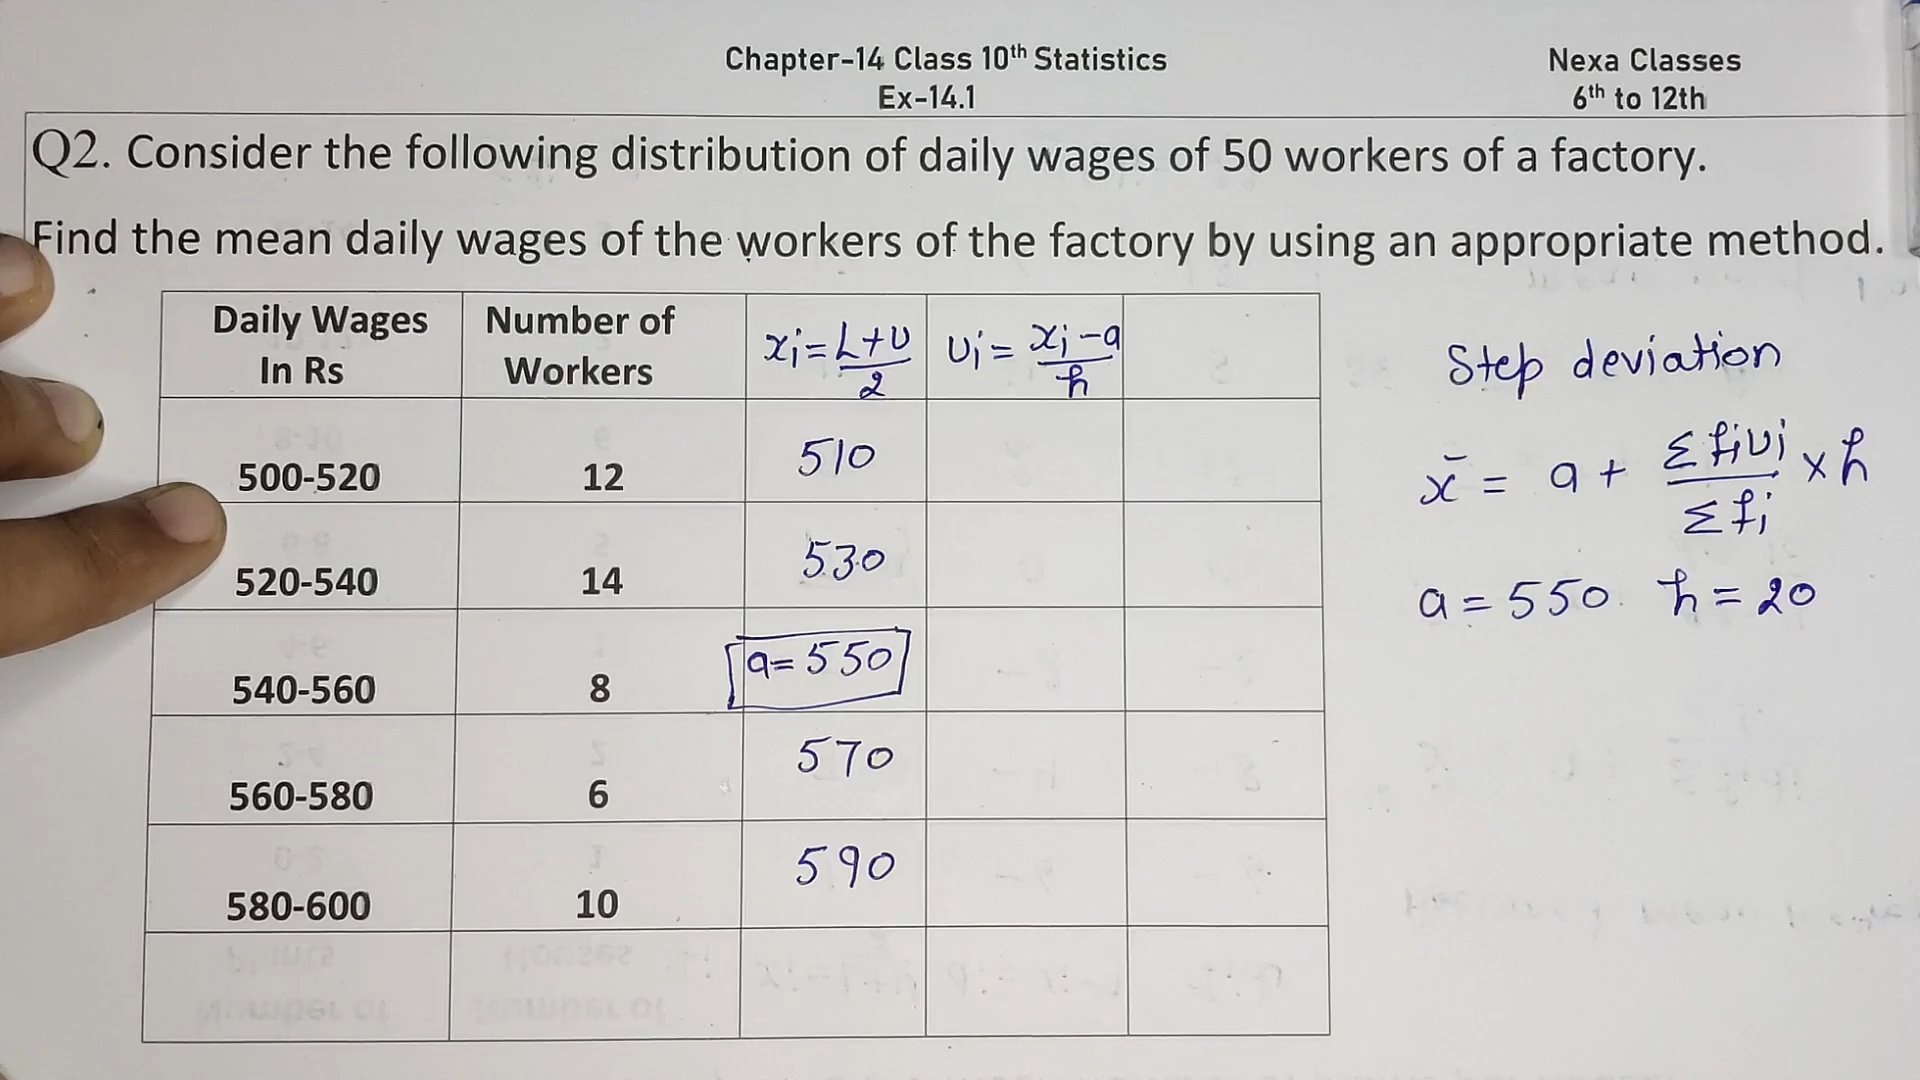 Chapter-14 Class 10th Statistics
Ex-14.1
Nexa Classes
6th to 12th
Q2. Consider the following distribution of daily wages of 50 workers of a factory.
Find the mean daily wages of the workers of the factory by using an appropriate method.
Daily Wages In Rs | Number of Workers | xi = L+U/2 | Ui = xi-a/h
500-520 | 12 | 510
520-540 | 14 | 530
540-560 | 8 | a=550
560-580 | 6 | 570
580-600 | 10 | 590
Step deviation
x̄ = a + Σfiui/Σfi × h
a = 550 h = 20